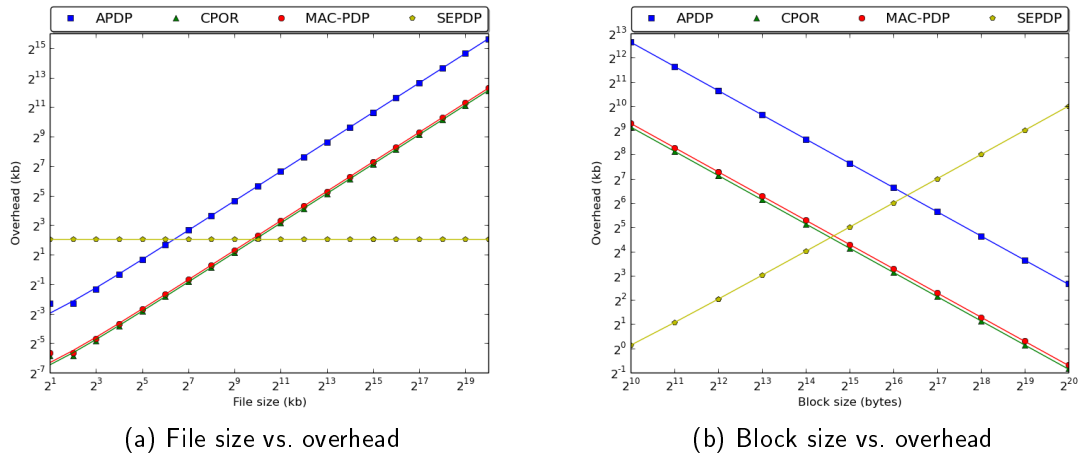 APDP CPOR MAC-PDP SEPDP
2^15
2^13
2^11
2^9
2^7
2^5
2^3
2^1
2^-1
2^-3
2^-5
2^-7
Overhead (kb)
2^1 2^3 2^5 2^7 2^9 2^11 2^13 2^15 2^17 2^19
File size (kb)
(a) File size vs. overhead
APDP CPOR MAC-PDP SEPDP
2^13
2^12
2^11
2^10
2^9
2^8
2^7
2^6
2^5
2^4
2^3
2^2
2^1
2^0
2^-1
Overhead (kb)
2^10 2^11 2^12 2^13 2^14 2^15 2^16 2^17 2^18 2^19 2^20
Block size (bytes)
(b) Block size vs. overhead